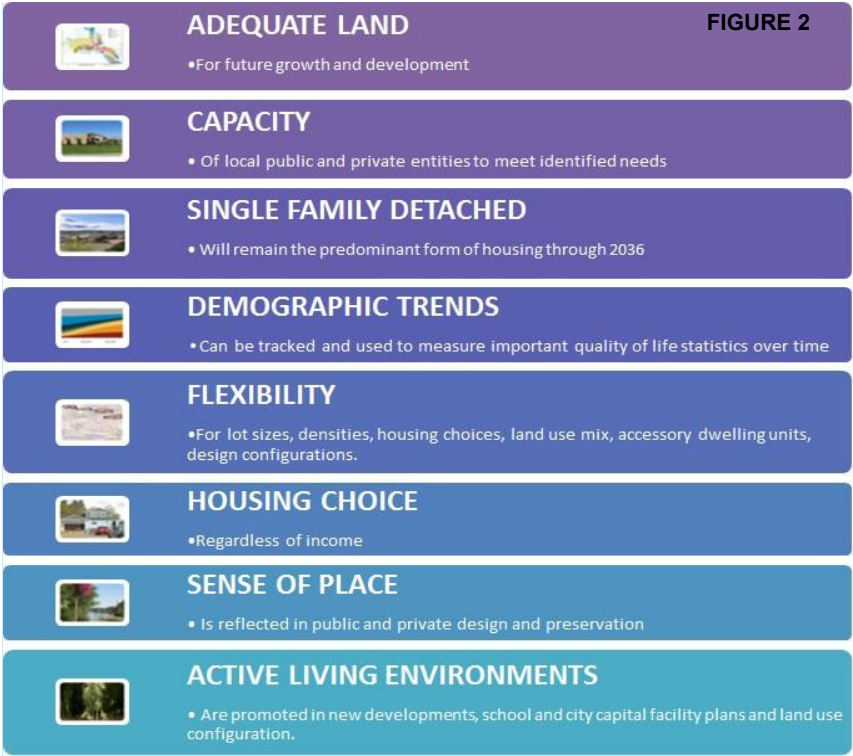 ADEQUATE LAND
FIGURE 2
•For future growth and development
CAPACITY
• Of local public and private entities to meet identified needs
SINGLE FAMILY DETACHED
• Will remain the predominant form of housing through 2036
DEMOGRAPHIC TRENDS
•Can be tracked and used to measure important quality of life statistics over time
FLEXIBILITY
•For lot sizes, densities, housing choices, land use mix, accessory dwelling units,
design configurations.
HOUSING CHOICE
•Regardless of income
SENSE OF PLACE
• Is reflected in public and private design and preservation
ACTIVE LIVING ENVIRONMENTS
• Are promoted in new developments, school and city capital facility plans and land use
configuration.